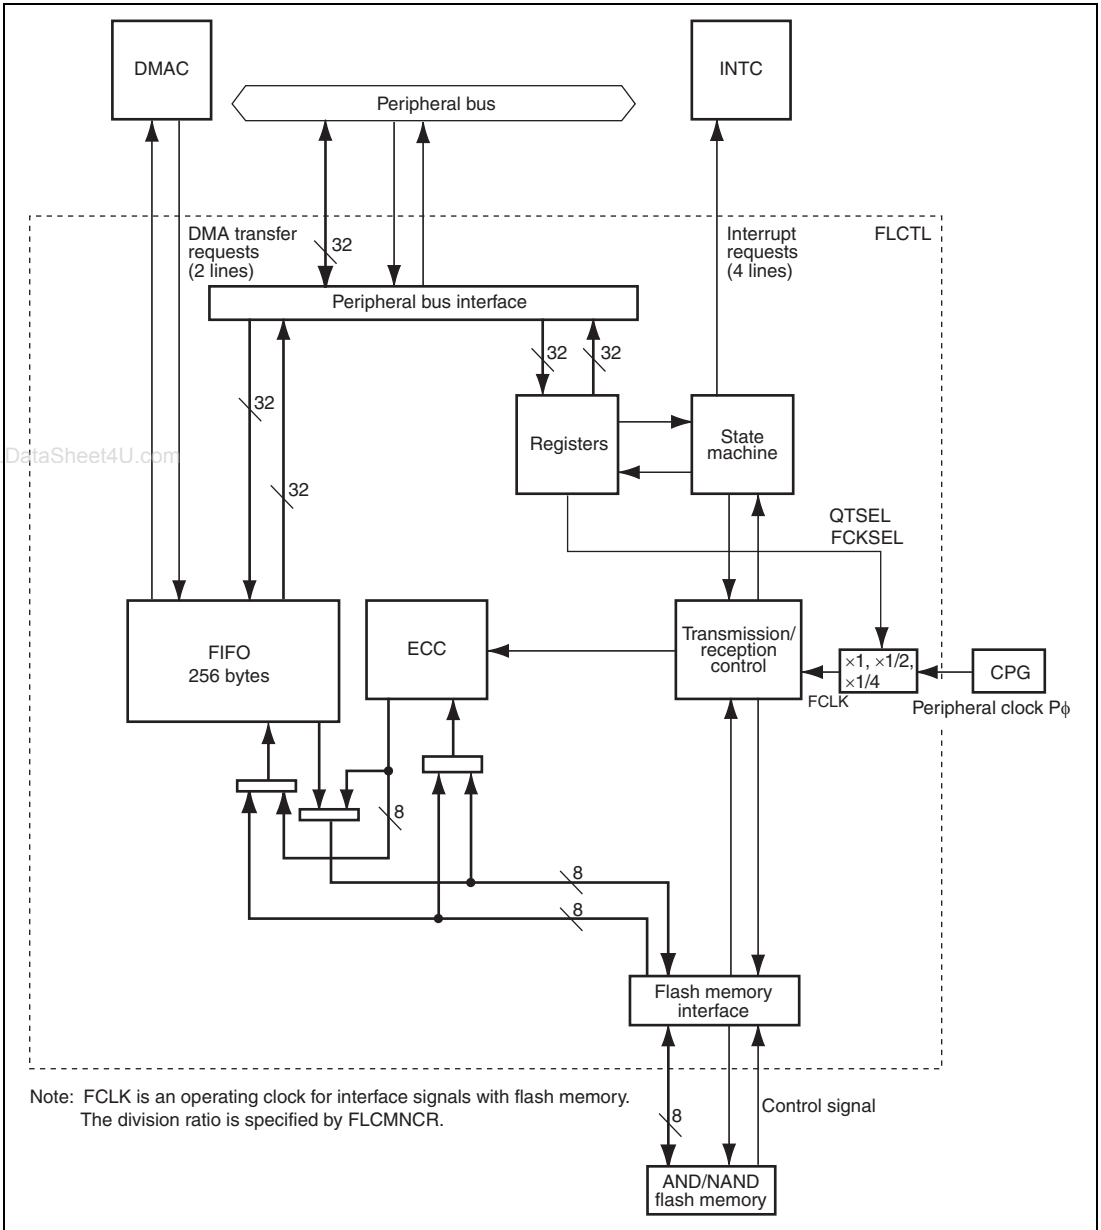 DMAC
INTC
Peripheral bus
DMA transfer
requests
(2 lines)
32
Interrupt
requests
(4 lines)
FLCTL
Peripheral bus interface
32
32
32
32
Registers
State
machine
DataSheet4U.com
QTSEL
FCKSEL
FIFO
256 bytes
ECC
Transmission/
reception
control
×1, ×1/2,
×1/4
CPG
FCLK
Peripheral clock Pϕ
8
8
8
Flash memory
interface
Note: FCLK is an operating clock for interface signals with flash memory.
The division ratio is specified by FLCMNCR.
8
Control signal
AND/NAND
flash memory